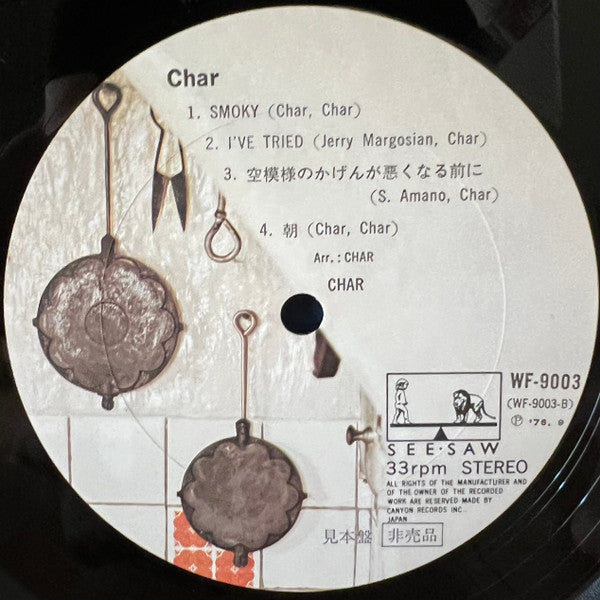 Char
1. SMOKY (Char, Char)
2. I'VE TRIED (Jerry Margosian, Char)
3. 空模様のかげんが悪くなる前に
(S. Amano, Char)
4. 朝 (Char, Char)
Arr.: CHAR
CHAR
WF-9003
(WF-9003-B)
Ⓟ '76. 9
SEE·SAW
33rpm STEREO
ALL RIGHTS OF THE MANUFACTURER AND
OF THE OWNER OF THE RECORDED
WORK ARE RESERVED·MADE BY
CANYON RECORDS INC.
JAPAN
見本盤 非売品